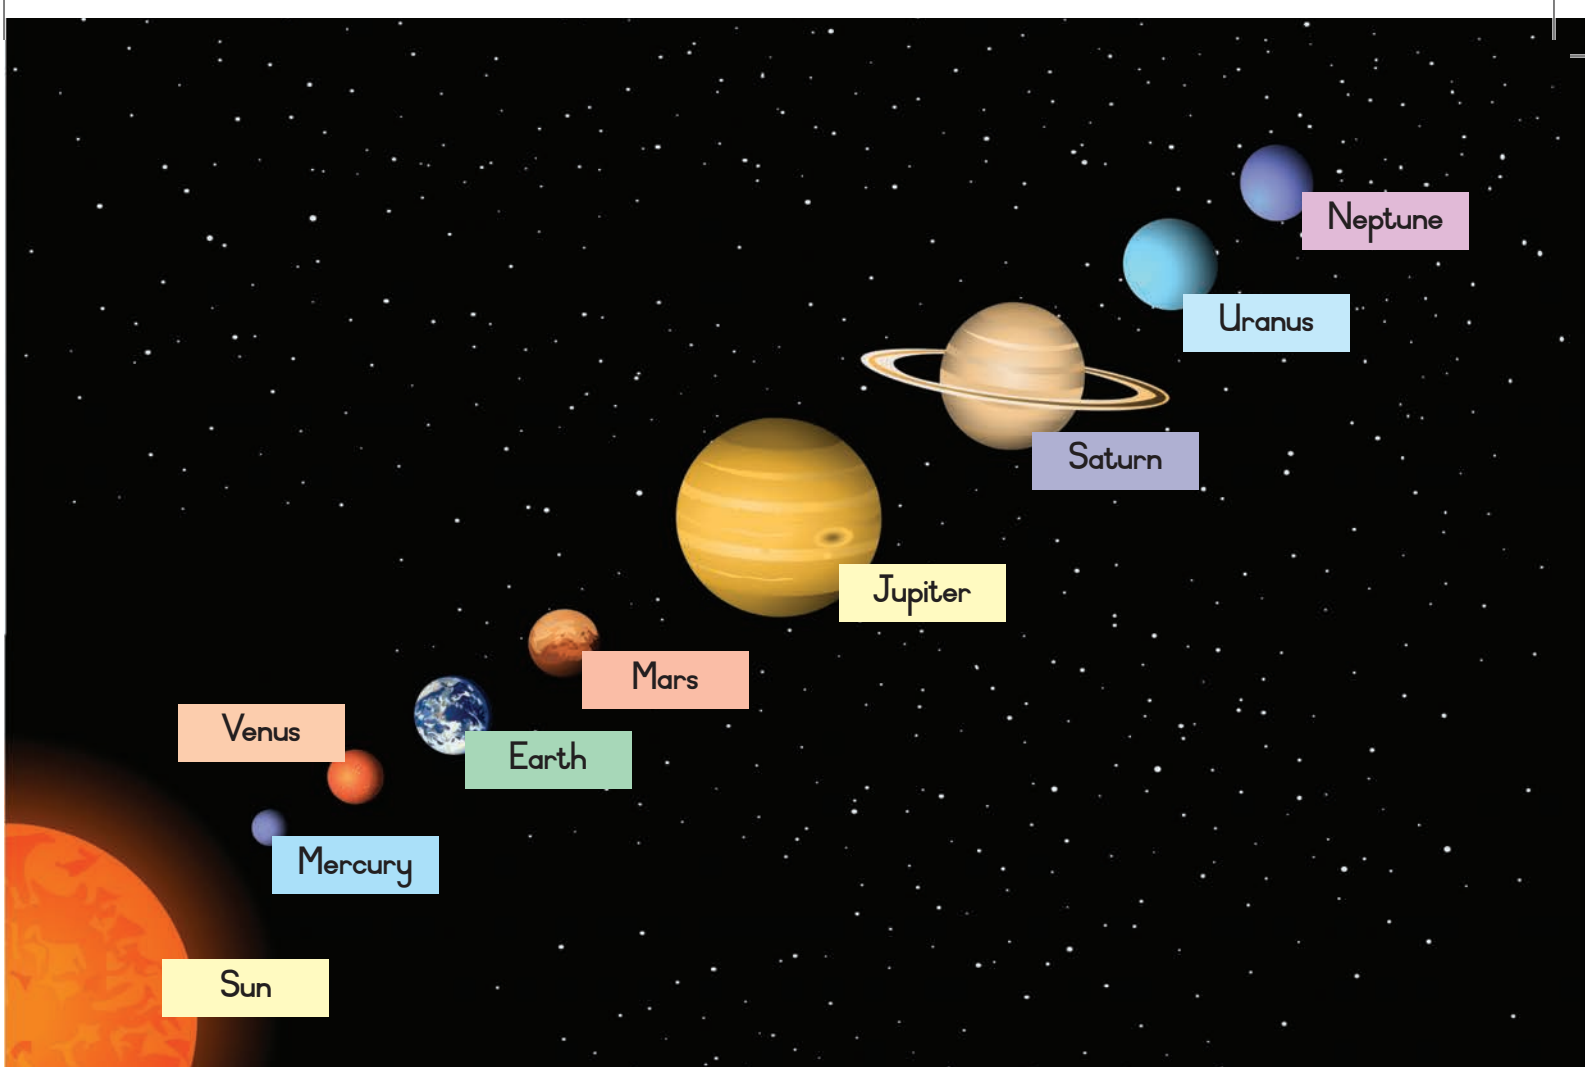 Neptune
Uranus
Saturn
Jupiter
Mars
Venus
Earth
Mercury
Sun